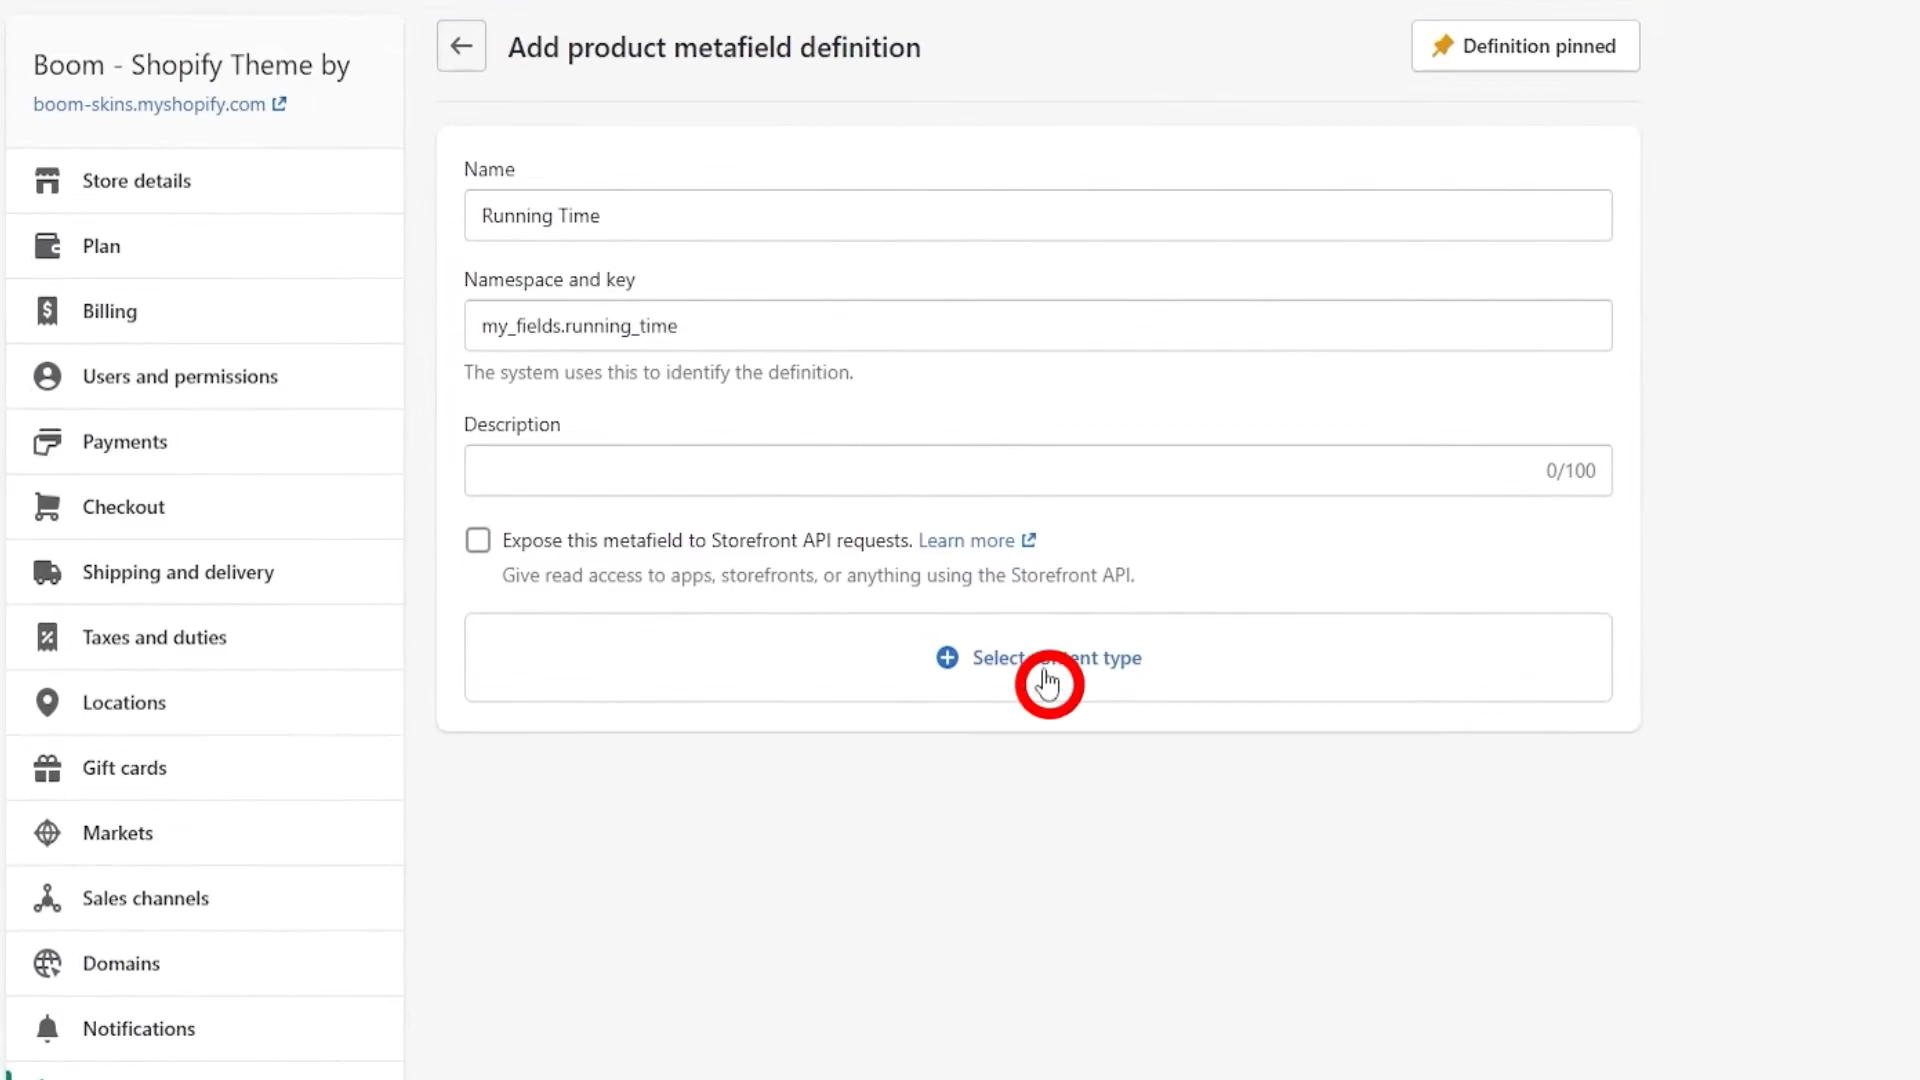 Boom - Shopify Theme by
boom-skins.myshopify.com
Store details
Plan
Billing
Users and permissions
Payments
Checkout
Shipping and delivery
Taxes and duties
Locations
Gift cards
Markets
Sales channels
Domains
Notifications
Add product metafield definition
Definition pinned
Name
Running Time
Namespace and key
my_fields.running_time
The system uses this to identify the definition.
Description
0/100
Expose this metafield to Storefront API requests. Learn more
Give read access to apps, storefronts, or anything using the Storefront API.
Select content type